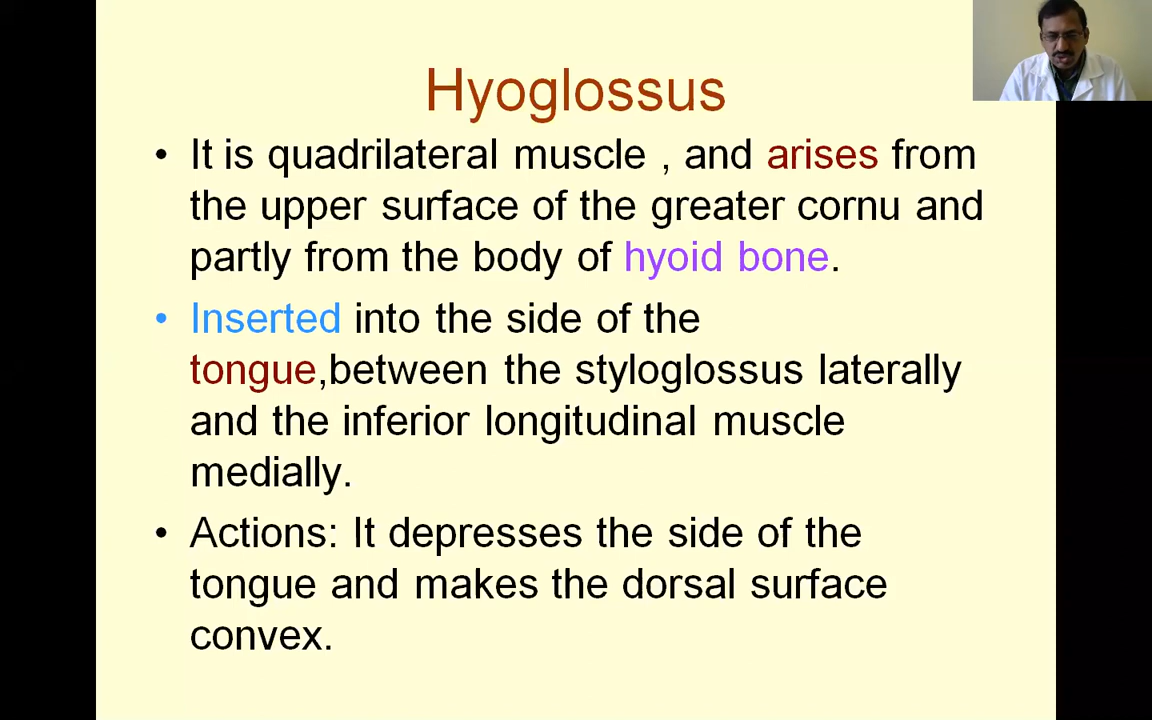 Hyoglossus
• It is quadrilateral muscle , and arises from
the upper surface of the greater cornu and
partly from the body of hyoid bone.
• Inserted into the side of the
tongue,between the styloglossus laterally
and the inferior longitudinal muscle
medially.
• Actions: It depresses the side of the
tongue and makes the dorsal surface
convex.